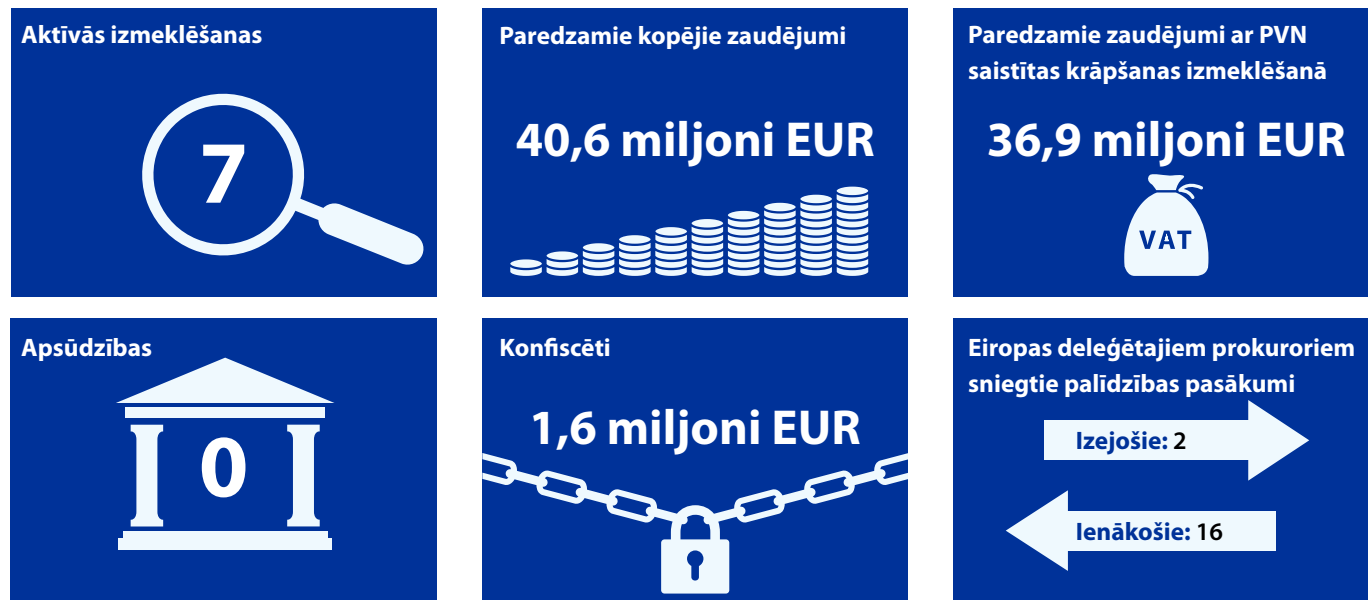 Aktīvās izmeklēšanas
7
Paredzamie kopējie zaudējumi
40,6 miljoni EUR
Paredzamie zaudējumi ar PVN
saistītas krāpšanas izmeklēšanā
36,9 miljoni EUR
VAT
Apsūdzības
0
Konfiscēti
1,6 miljoni EUR
Eiropas deleģētajiem prokuroriem
sniegtie palīdzības pasākumi
Izejošie: 2
Ienākošie: 16